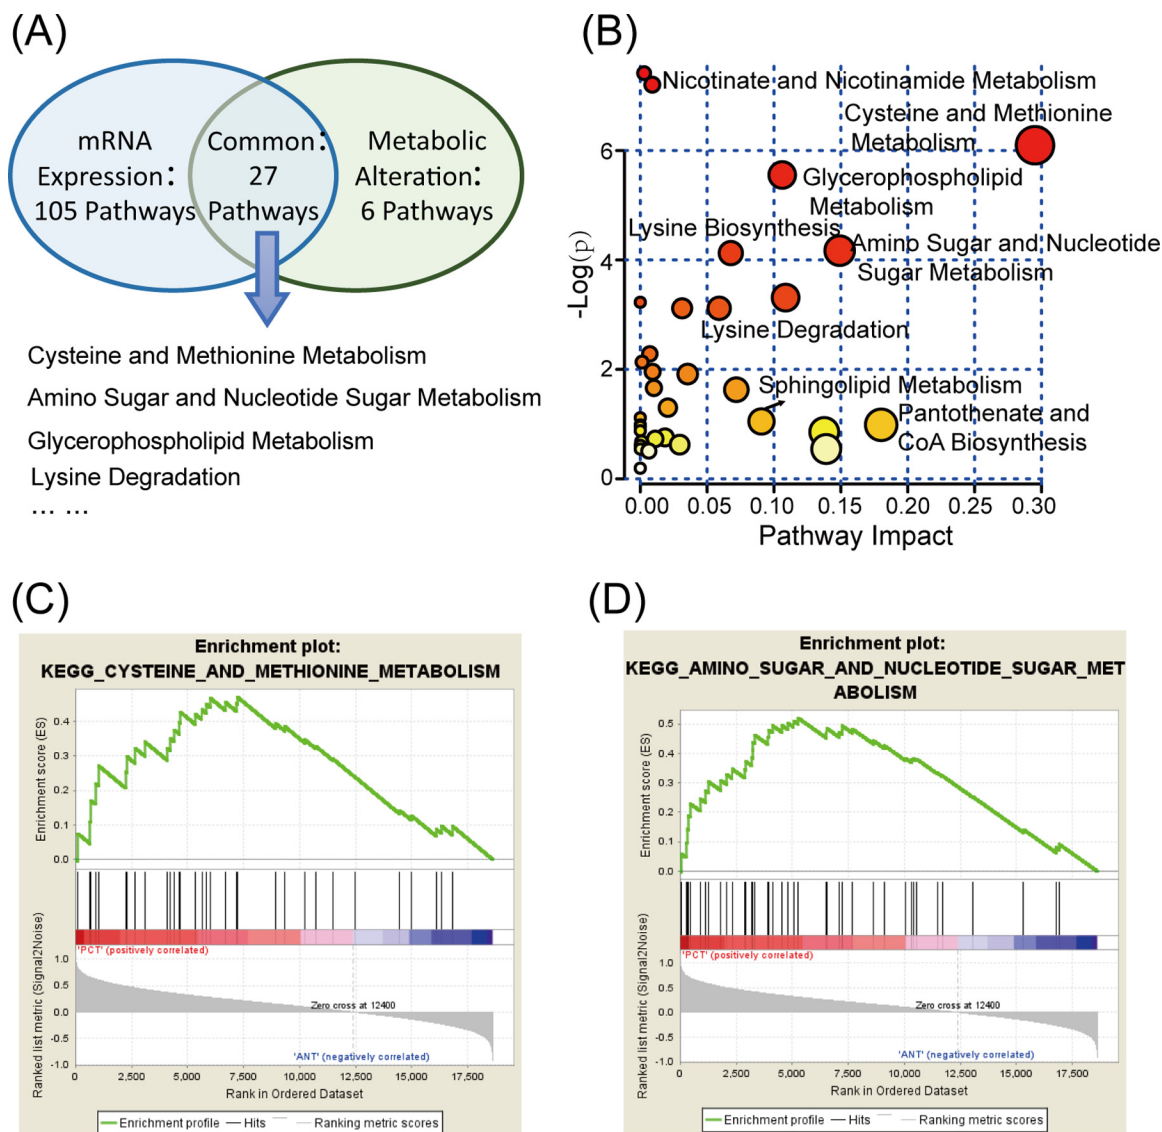 (A)
mRNA
Expression:
105 Pathways
Common:
27
Pathways
Metabolic
Alteration:
6 Pathways
Cysteine and Methionine Metabolism
Amino Sugar and Nucleotide Sugar Metabolism
Glycerophospholipid Metabolism
Lysine Degradation
... ...
(B)
Nicotinate and Nicotinamide Metabolism
Cysteine and Methionine
Metabolism
Glycerophospholipid
Metabolism
Lysine Biosynthesis
Amino Sugar and Nucleotide
Sugar Metabolism
Lysine Degradation
Sphingolipid Metabolism
Pantothenate and
CoA Biosynthesis
-Log(p)
6
4
2
0
0.00 0.05 0.10 0.15 0.20 0.25 0.30
Pathway Impact
(C)
Enrichment plot:
KEGG_CYSTEINE_AND_METHIONINE_METABOLISM
Enrichment score (ES)
0.4
0.3
0.2
0.1
0.0
'PCT' (positively correlated)
Ranked list metric (Signal2Noise)
1.0
0.5
0.0
-0.5
-1.0
Zero cross at 12400
'ANT' (negatively correlated)
0 2,500 5,000 7,500 10,000 12,500 15,000 17,500
Rank in Ordered Dataset
Enrichment profile Hits Ranking metric scores
(D)
Enrichment plot:
KEGG_AMINO_SUGAR_AND_NUCLEOTIDE_SUGAR_MET
ABOLISM
Enrichment score (ES)
0.5
0.4
0.3
0.2
0.1
0.0
'PCT' (positively correlated)
Ranked list metric (Signal2Noise)
1.0
0.5
0.0
-0.5
-1.0
Zero cross at 12400
'ANT' (negatively correlated)
0 2,500 5,000 7,500 10,000 12,500 15,000 17,500
Rank in Ordered Dataset
Enrichment profile Hits Ranking metric scores